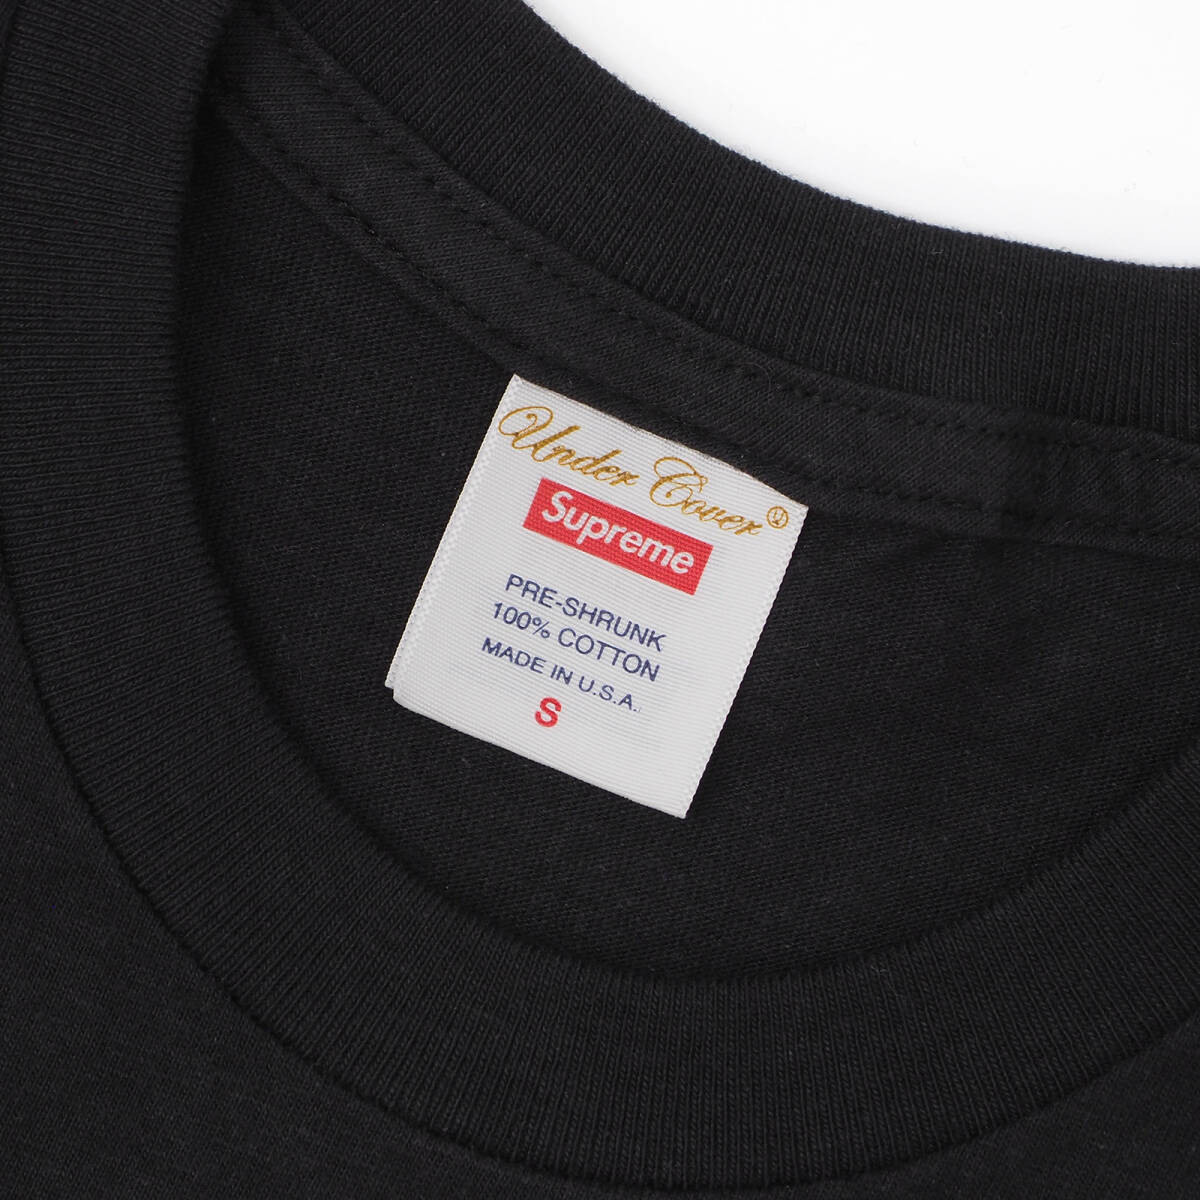 Under Cover
Supreme
PRE-SHRUNK
100% COTTON
MADE IN U.S.A.
S